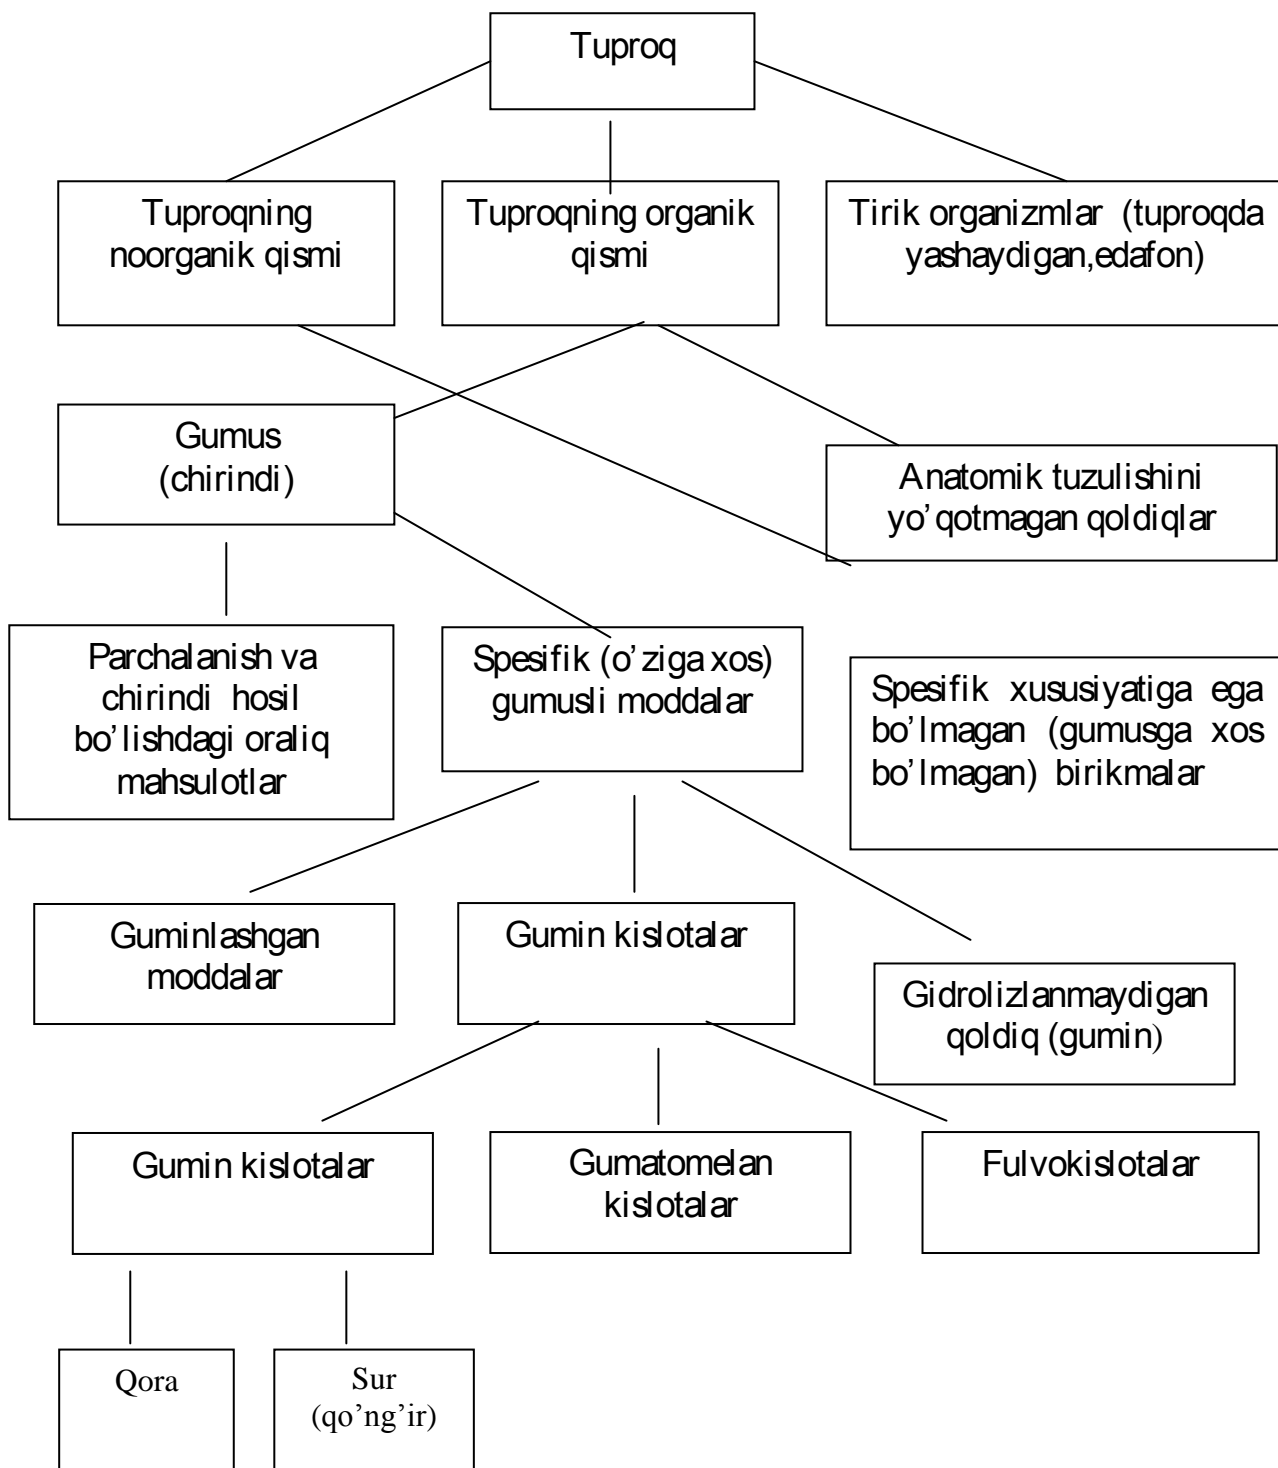 Tuproq
Tuproqning
noorganik qismi
Tuproqning organik
qismi
Tirik organizmlar (tuproqda
yashaydigan,edafon)
Gumus
(chirindi)
Anatomik tuzulishini
yo’qotmagan qoldiqlar
Parchalanish va
chirindi hosil
bo’lishdagi oraliq
mahsulotlar
Spesifik (o’ziga xos)
gumusli moddalar
Spesifik xususiyatiga ega
bo’lmagan (gumusga xos
bo’lmagan) birikmalar
Guminlashgan
moddalar
Gumin kislotalar
Gidrolizlanmaydigan
qoldiq (gumin)
Gumin kislotalar
Gumatomelan
kislotalar
Fulvokislotalar
Qora
Sur
(qo’ng’ir)